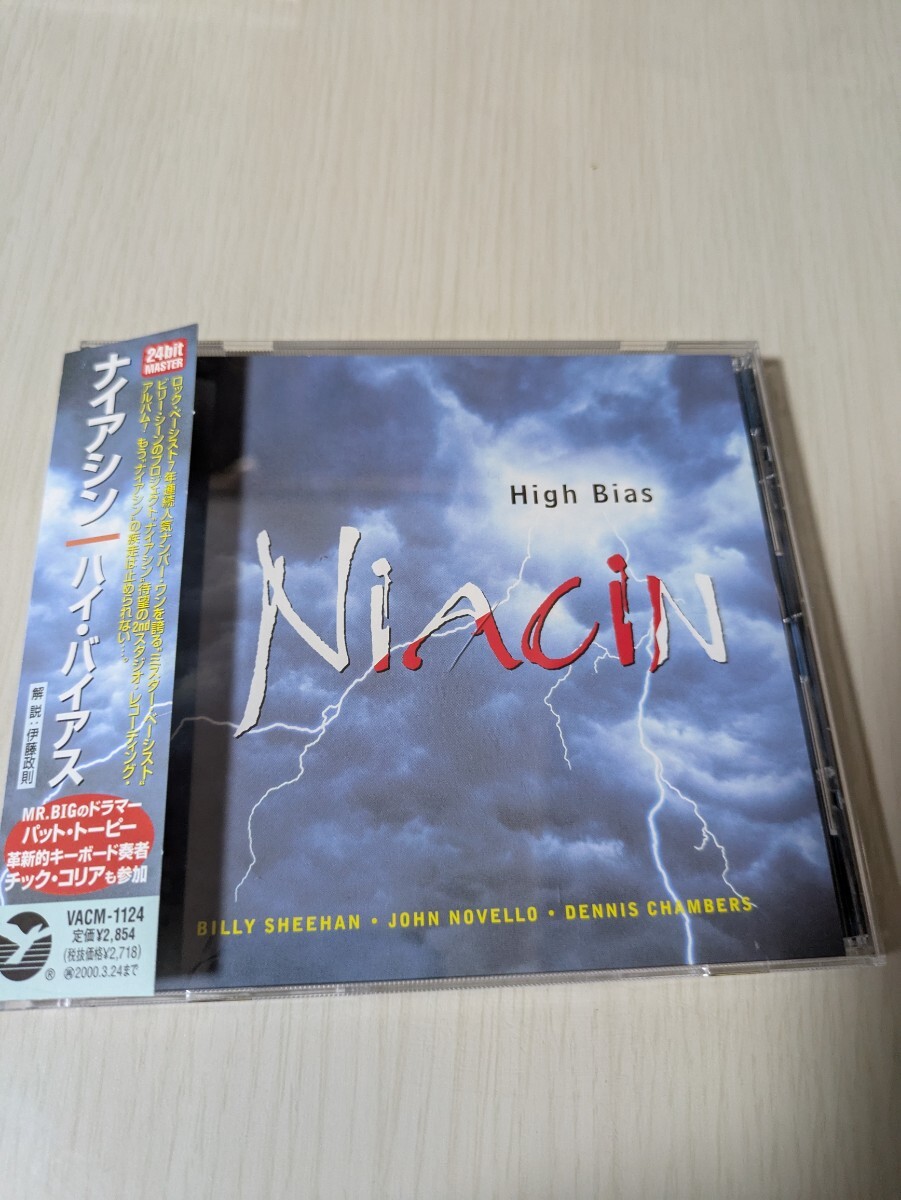 24bit
MASTER
ロック・ベーシスト7年連続人気ナンバー・ワンを誇る“ミスター・ベーシスト”
ビリー・シーンのプロジェクト“ナイアシン”待望の2ndスタジオ・レコーディング・
アルバム! もう“ナイアシン”の疾走は止められない…。
ナイアシン|ハイ・バイアス
解説:伊藤政則
MR.BIGのドラマー
パット・トーピー
革新的キーボード奏者
チック・コリアも参加
VACM-1124
定価¥2,854
(税抜価格¥2,718)
2000.3.24まで
®
High Bias
NIACIN
BILLY SHEEHAN • JOHN NOVELLO • DENNIS CHAMBERS